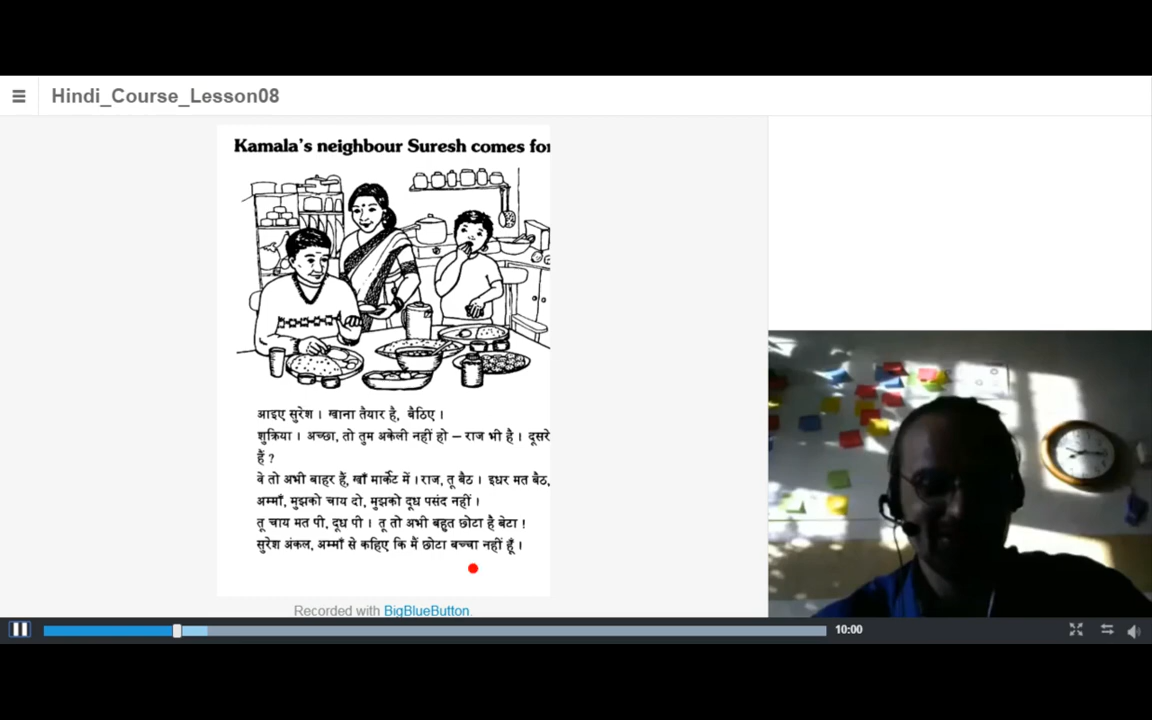 Hindi_Course_Lesson08
Kamala's neighbour Suresh comes for
आइए सुरेश । खाना तैयार है, बैठिए ।
शुक्रिया । अच्छा, तो तुम अकेली नहीं हो – राज भी है । दूसरे
हैं ?
वे तो अभी बाहर हैं, ख़ाँ मार्केट में । राज, तू बैठ । इधर मत बैठ,
अम्माँ, मुझको चाय दो, मुझको दूध पसंद नहीं ।
तू चाय मत पी, दूध पी । तू तो अभी बहुत छोटा है बेटा !
सुरेश अंकल, अम्माँ से कहिए कि मैं छोटा बच्चा नहीं हूँ ।
Recorded with BigBlueButton.
10:00